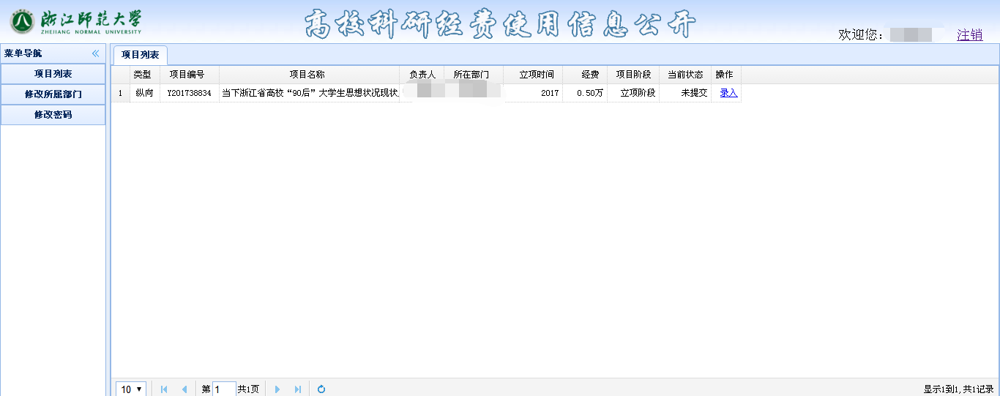 浙江师范大学
ZHEJIANG NORMAL UNIVERSITY
高校科研经费使用信息公开
欢迎您: 注销
菜单导航
项目列表
修改所属部门
修改密码
项目列表
类型 项目编号 项目名称 负责人 所在部门 立项时间 经费 项目阶段 当前状态 操作
1 纵向 Y201738834 当下浙江省高校“90后”大学生思想状况现状 2017 0.50万 立项阶段 未提交 录入
10 第 1 共1页 显示1到1,共1记录